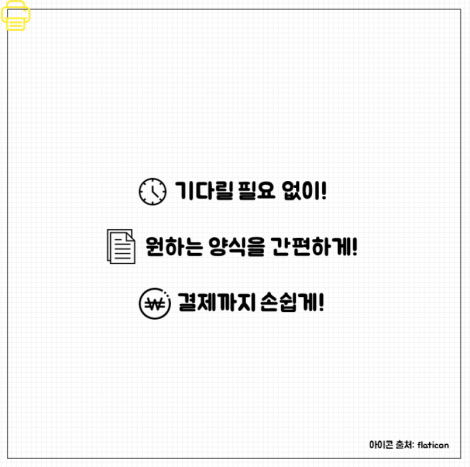 기다릴 필요 없이!
원하는 양식을 간편하게!
결제까지 손쉽게!
아이콘 출처: flaticon